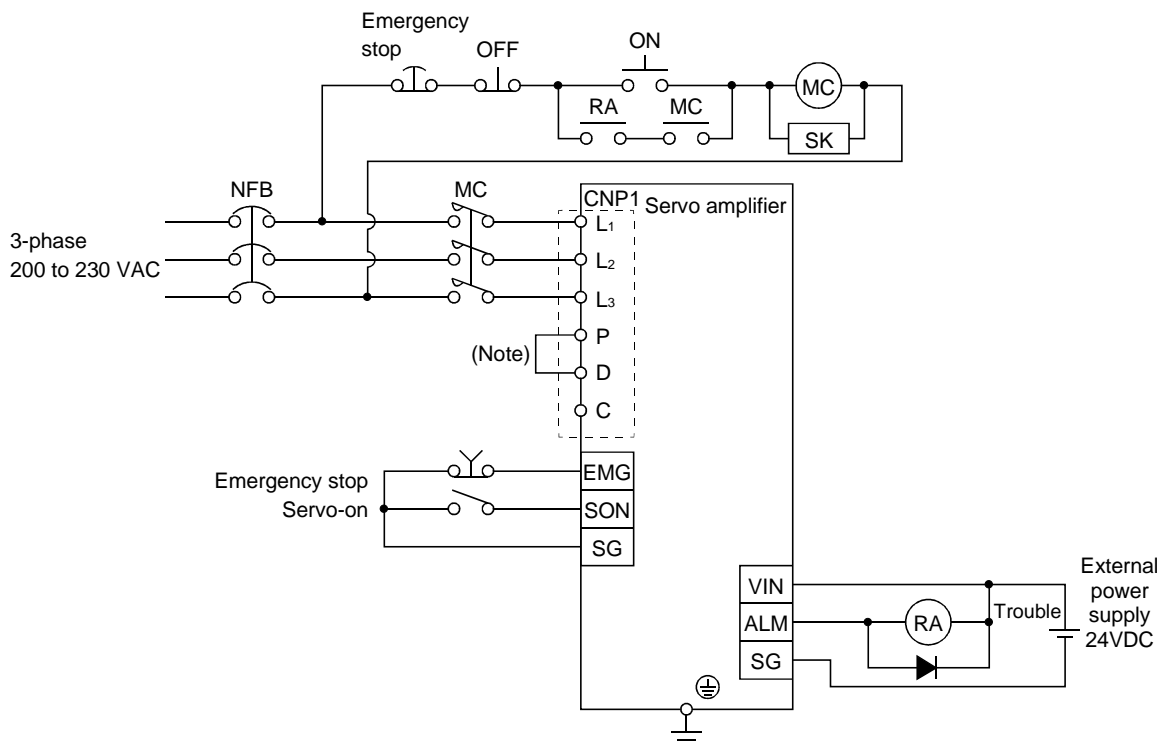 Emergency
stop
OFF
ON
RA
MC
MC
SK
NFB
MC
3-phase
200 to 230 VAC
CNP1
Servo amplifier
L1
L2
L3
P
(Note)
D
C
Emergency stop
Servo-on
EMG
SON
SG
VIN
ALM
SG
RA
Trouble
External
power
supply
24VDC